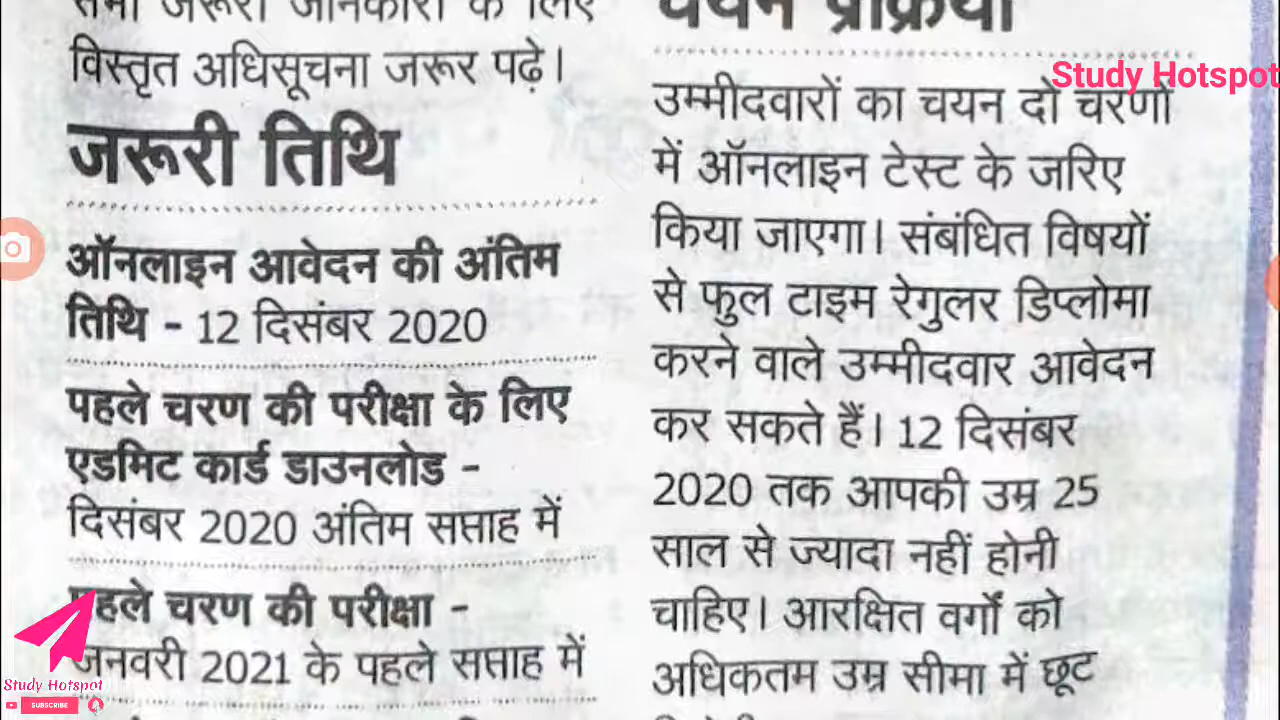 सभी जरूरी जानकारी के लिए
विस्तृत अधिसूचना जरूर पढ़े।
जरूरी तिथि
ऑनलाइन आवेदन की अंतिम
तिथि - 12 दिसंबर 2020
पहले चरण की परीक्षा के लिए
एडमिट कार्ड डाउनलोड -
दिसंबर 2020 अंतिम सप्ताह में
पहले चरण की परीक्षा -
जनवरी 2021 के पहले सप्ताह में
चयन प्रक्रिया
Study Hotspot
उम्मीदवारों का चयन दो चरणों
में ऑनलाइन टेस्ट के जरिए
किया जाएगा। संबंधित विषयों
से फुल टाइम रेगुलर डिप्लोमा
करने वाले उम्मीदवार आवेदन
कर सकते हैं। 12 दिसंबर
2020 तक आपकी उम्र 25
साल से ज्यादा नहीं होनी
चाहिए। आरक्षित वर्गों को
अधिकतम उम्र सीमा में छूट
Study Hotspot
SUBSCRIBE